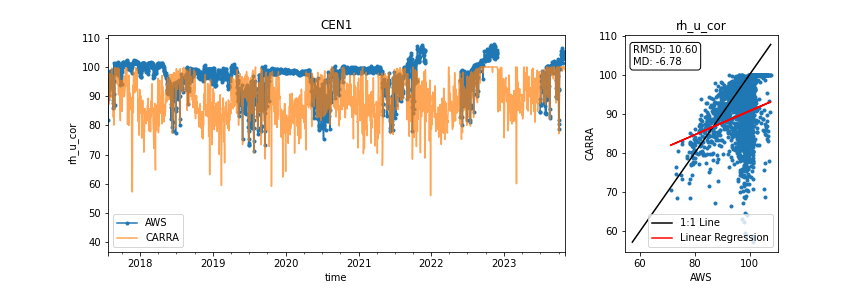 CEN1
rh_u_cor
110
100
90
80
70
60
50
40
2018
2019
2020
2021
2022
2023
time
AWS
CARRA
rh_u_cor
CARRA
110
100
90
80
70
60
60
80
100
AWS
RMSD: 10.60
MD: -6.78
1:1 Line
Linear Regression